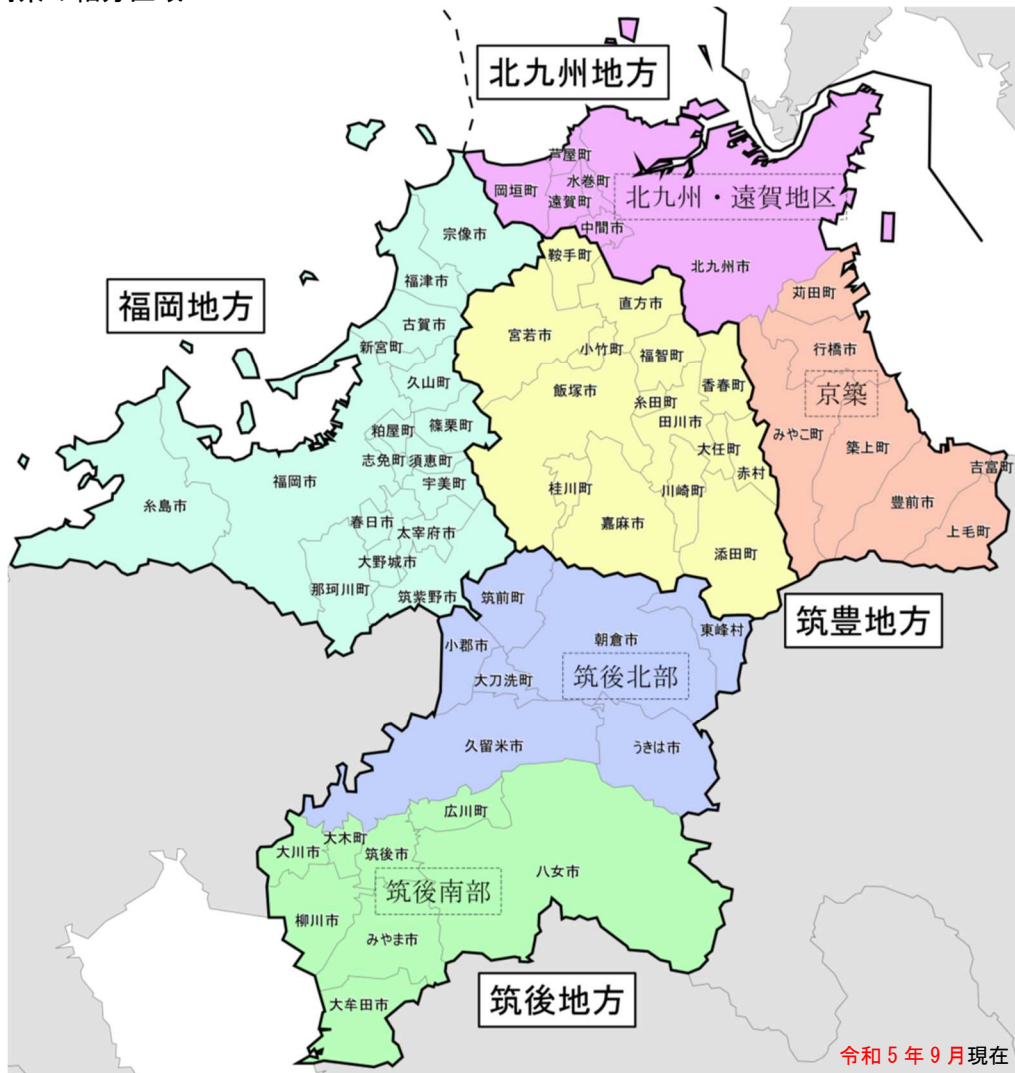 北九州地方
芦屋町
岡垣町
水巻町
遠賀町
北九州・遠賀地区
中間市
宗像市
鞍手町
北九州市
福津市
直方市
苅田町
福岡地方
古賀市
宮若市
新宮町
小竹町
福智町
行橋市
久山町
飯塚市
香春町
京築
糸田町
篠栗町
粕屋町
田川市
みやこ町
築上町
大任町
志免町
須恵町
赤村
吉富町
福岡市
宇美町
桂川町
川崎町
糸島市
豊前市
春日市
太宰府市
嘉麻市
上毛町
大野城市
添田町
那珂川町
筑紫野市
筑前町
筑豊地方
小郡市
朝倉市
東峰村
大刀洗町
筑後北部
久留米市
うきは市
広川町
大木町
大川市
筑後市
八女市
筑後南部
柳川市
みやま市
筑後地方
大牟田市
令和5年9月現在